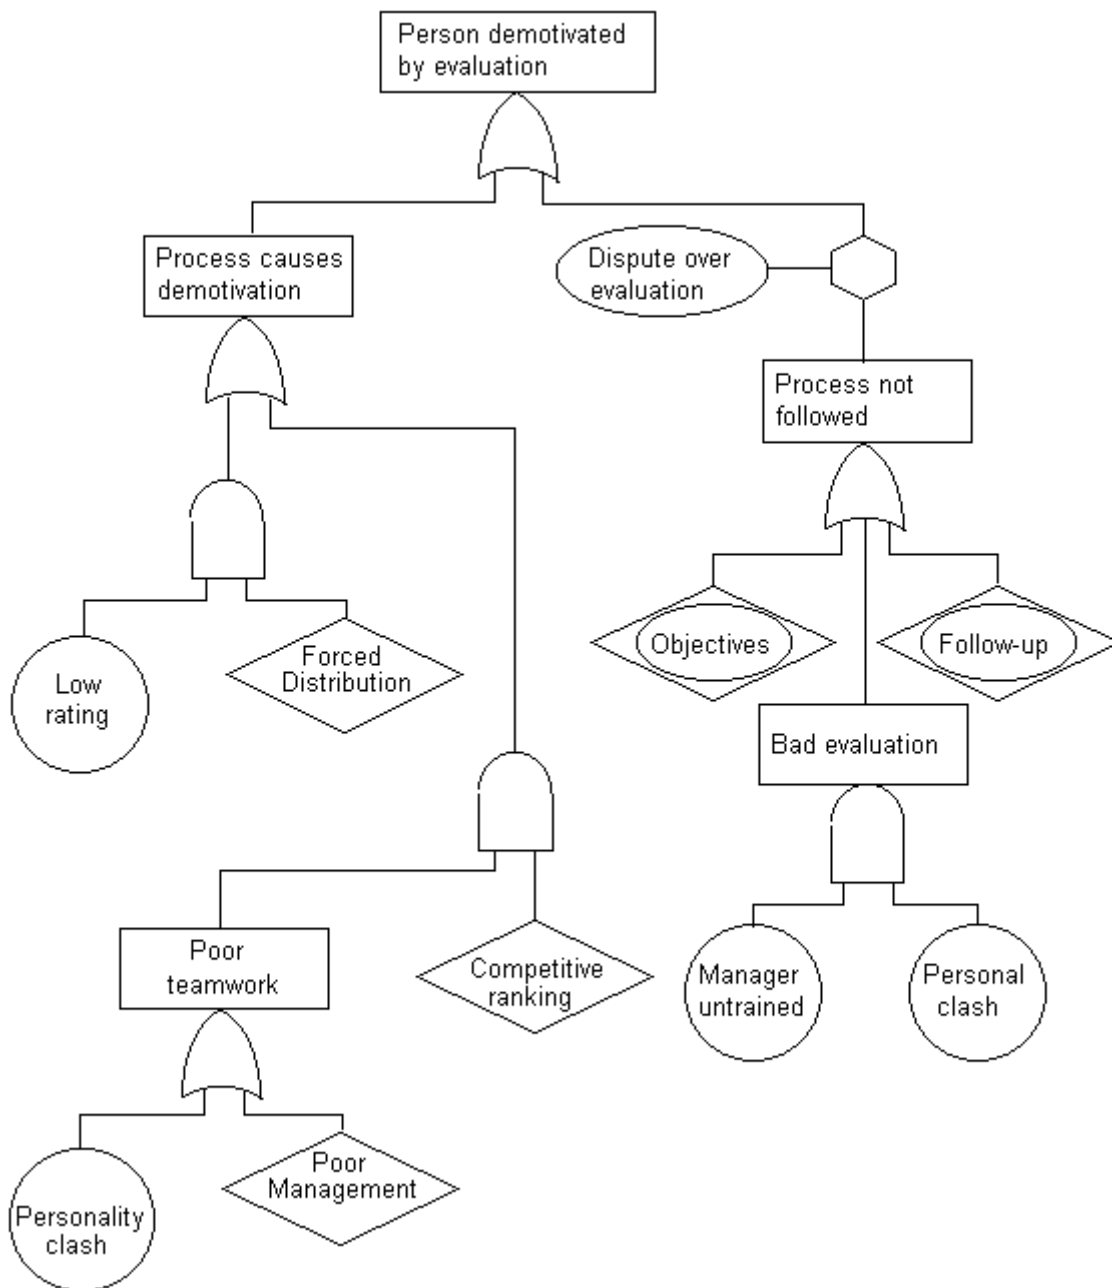 Person demotivated
by evaluation
Process causes
demotivation
Dispute over
evaluation
Process not
followed
Objectives
Follow-up
Low
rating
Forced
Distribution
Bad evaluation
Poor
teamwork
Competitive
ranking
Manager
untrained
Personal
clash
Personality
clash
Poor
Management